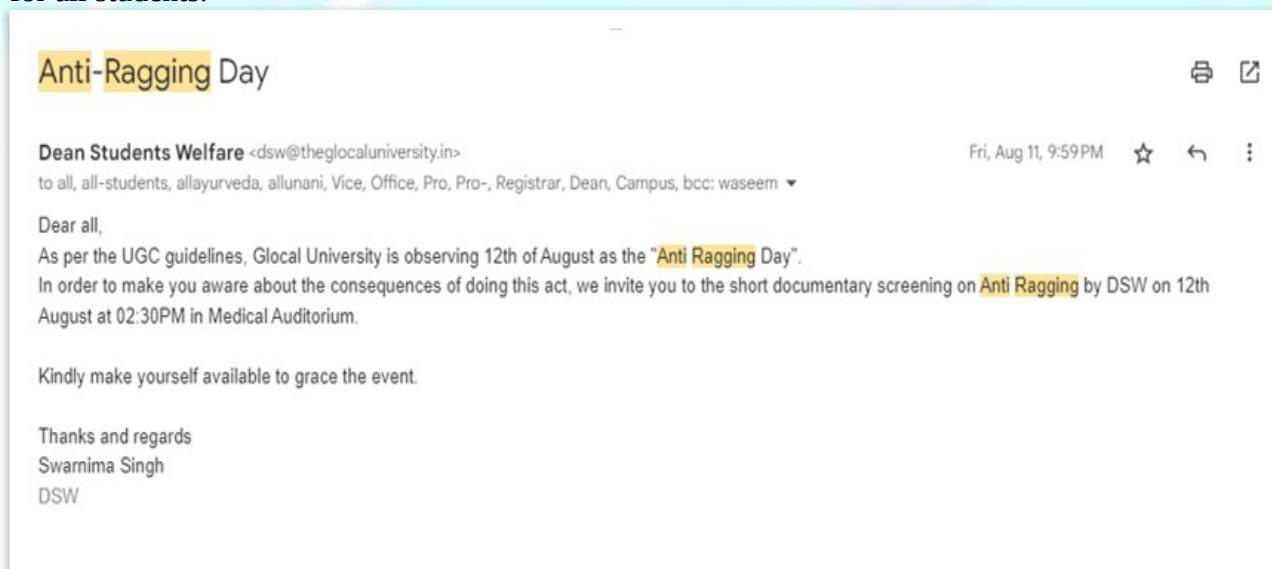 for all students.
Anti-Ragging Day
Dean Students Welfare <dsw@theglocaluniversity.in>
Fri, Aug 11, 9:59 PM
to all, all-students, allayurveda, allunani, Vice, Office, Pro, Pro-, Registrar, Dean, Campus, bcc: waseem
Dear all,
As per the UGC guidelines, Glocal University is observing 12th of August as the "Anti Ragging Day".
In order to make you aware about the consequences of doing this act, we invite you to the short documentary screening on Anti Ragging by DSW on 12th
August at 02:30PM in Medical Auditorium.
Kindly make yourself available to grace the event.
Thanks and regards
Swarnima Singh
DSW